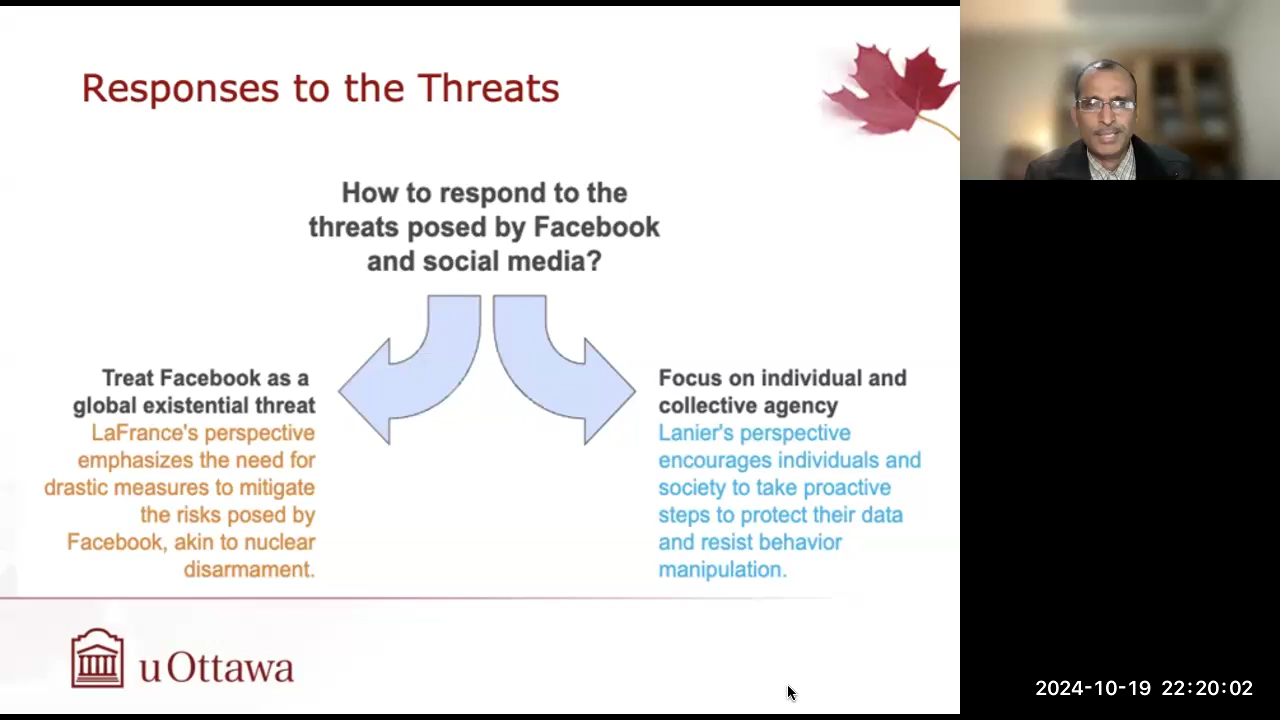 Responses to the Threats
How to respond to the
threats posed by Facebook
and social media?
Treat Facebook as a
global existential threat
LaFrance's perspective
emphasizes the need for
drastic measures to mitigate
the risks posed by
Facebook, akin to nuclear
disarmament.
Focus on individual and
collective agency
Lanier's perspective
encourages individuals and
society to take proactive
steps to protect their data
and resist behavior
manipulation.
uOttawa
2024-10-19 22:20:02